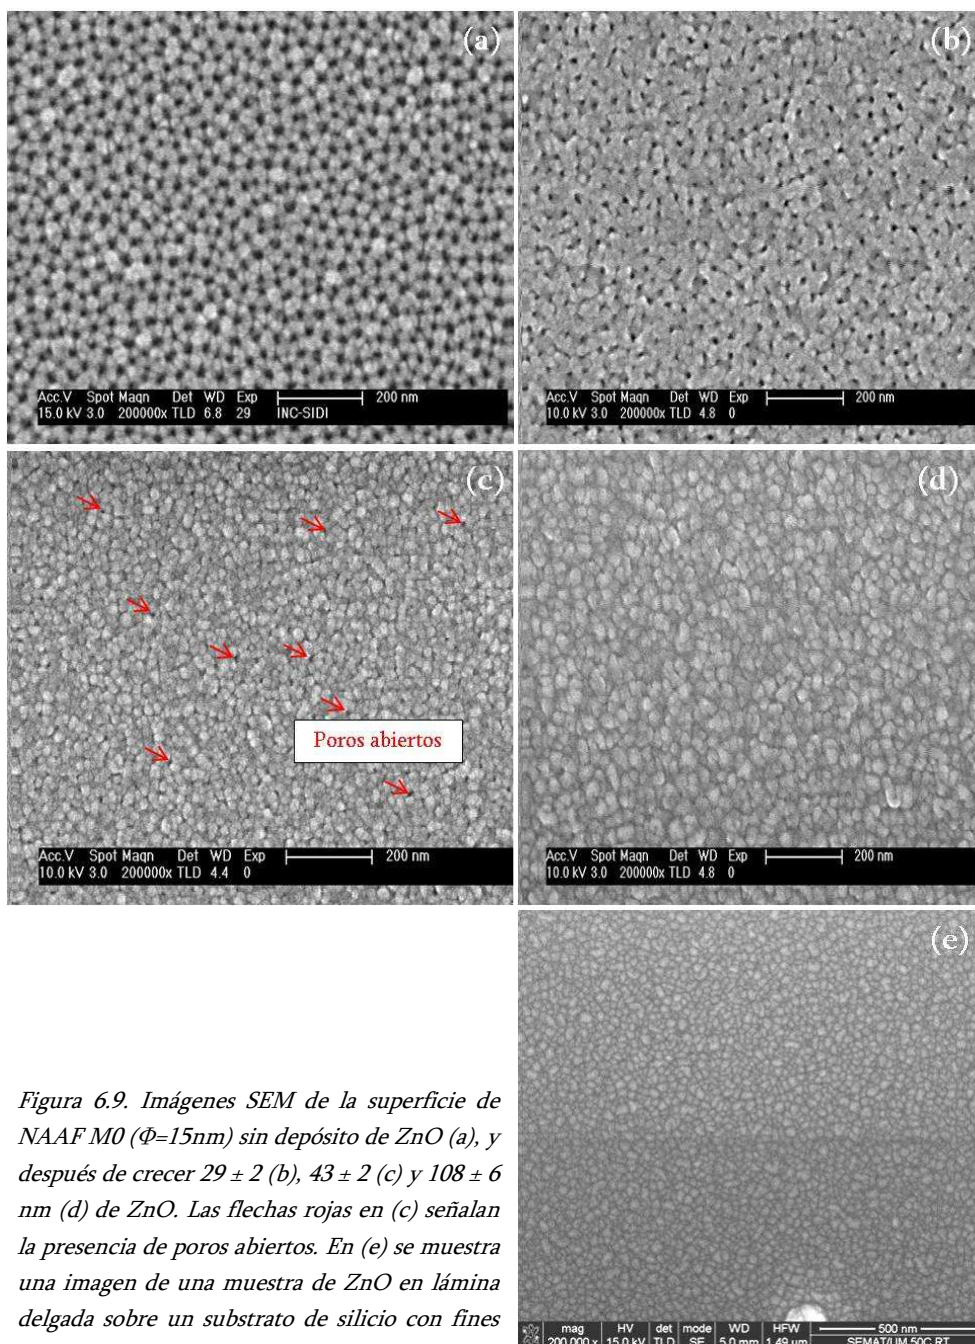 (a)
Acc.V Spot Magn Det WD Exp 200 nm
15.0 kV 3.0 200000x TLD 6.8 29 INC-SIDI
(b)
Acc.V Spot Magn Det WD Exp 200 nm
10.0 kV 3.0 200000x TLD 4.8 0
(c)
Poros abiertos
Acc.V Spot Magn Det WD Exp 200 nm
10.0 kV 3.0 200000x TLD 4.4 0
(d)
Acc.V Spot Magn Det WD Exp 200 nm
10.0 kV 3.0 200000x TLD 4.8 0
(e)
mag HV det mode WD HFW 500 nm
200 000 x 15.0 kV TLD SE 5.0 mm 1.49 µm SEMAT/UM 50C RT
Figura 6.9. Imágenes SEM de la superficie de
NAAF M0 (Φ=15nm) sin depósito de ZnO (a), y
después de crecer 29 ± 2 (b), 43 ± 2 (c) y 108 ± 6
nm (d) de ZnO. Las flechas rojas en (c) señalan
la presencia de poros abiertos. En (e) se muestra
una imagen de una muestra de ZnO en lámina
delgada sobre un substrato de silicio con fines